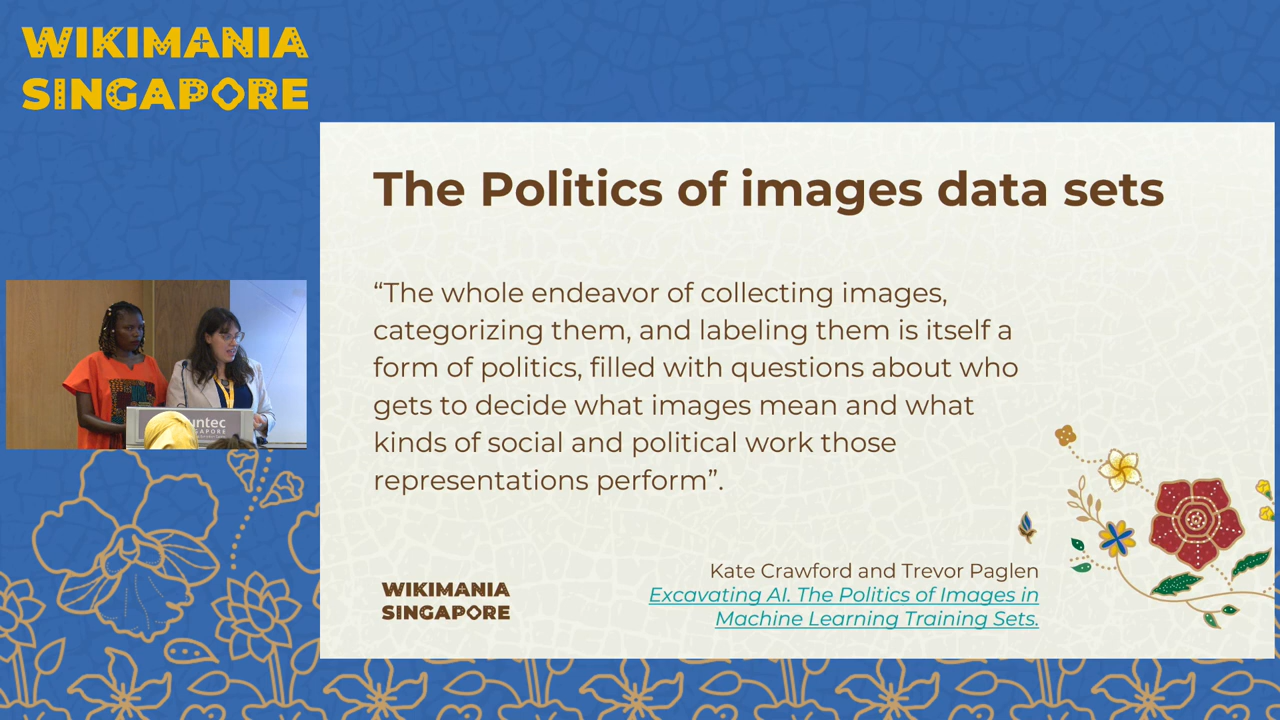 WIKIMANIA
SINGAPORE
The Politics of images data sets
“The whole endeavor of collecting images,
categorizing them, and labeling them is itself a
form of politics, filled with questions about who
gets to decide what images mean and what
kinds of social and political work those
representations perform”.
Kate Crawford and Trevor Paglen
Excavating AI. The Politics of Images in
Machine Learning Training Sets.
WIKIMANIA
SINGAPORE